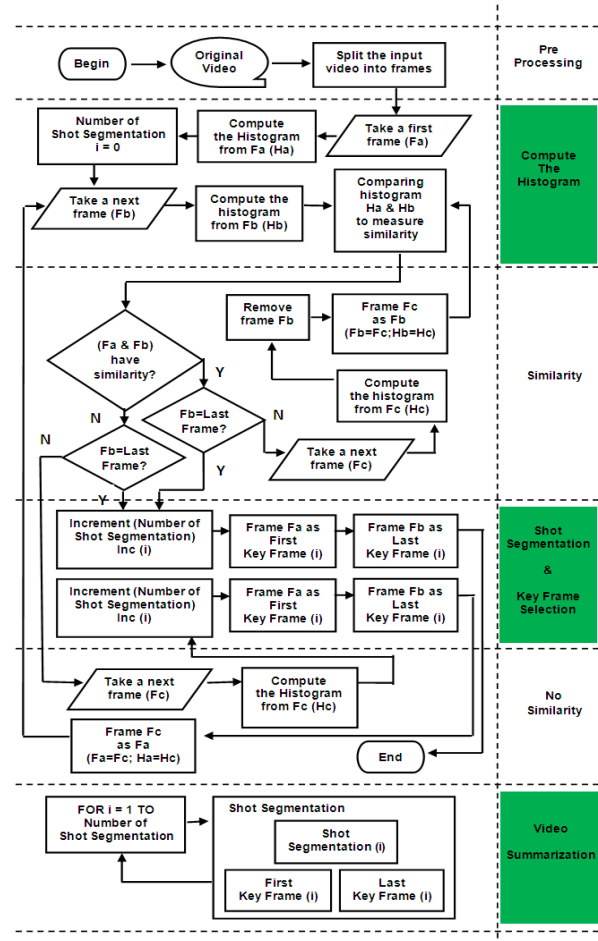 Begin
Original
Video
Split the input
video into frames
Pre
Processing
Number of
Shot Segmentation
i = 0
Compute
the Histogram
from Fa (Ha)
Take a first
frame (Fa)
Take a next
frame (Fb)
Compute the
histogram
from Fb (Hb)
Comparing
histogram
Ha & Hb
to measure
similarity
Compute
The
Histogram
(Fa & Fb)
have
similarity?
Remove
frame Fb
Frame Fc
as Fb
(Fb=Fc;Hb=Hc)
Y
Compute
the histogram
from Fc (Hc)
Similarity
N
Fb=Last
Frame?
N
N
Fb=Last
Frame?
Take a next
frame (Fc)
Y
Y
Increment (Number of
Shot Segmentation)
Inc (i)
Frame Fa as
First
Key Frame (i)
Frame Fb as
Last
Key Frame (i)
Increment (Number of
Shot Segmentation)
Inc (i)
Frame Fa as
First
Key Frame (i)
Frame Fb as
Last
Key Frame (i)
Shot
Segmentation
&
Key Frame
Selection
Take a next
frame (Fc)
Compute
the Histogram
from Fc (Hc)
Frame Fc
as Fa
(Fa=Fc; Ha=Hc)
End
No
Similarity
FOR i = 1 TO
Number of
Shot Segmentation
Shot Segmentation
Shot
Segmentation (i)
First
Key Frame (i)
Last
Key Frame (i)
Video
Summarization